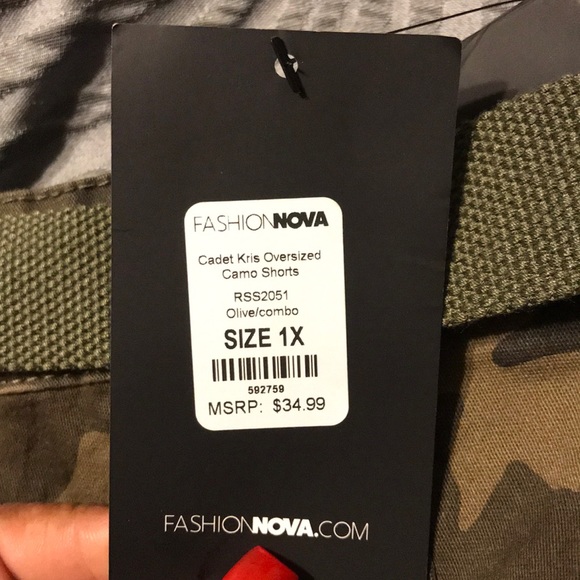 FASHIONNOVA
Cadet Kris Oversized
Camo Shorts
RSS2051
Olive/combo
SIZE 1X
592759
MSRP: $34.99
FASHIONNOVA.COM